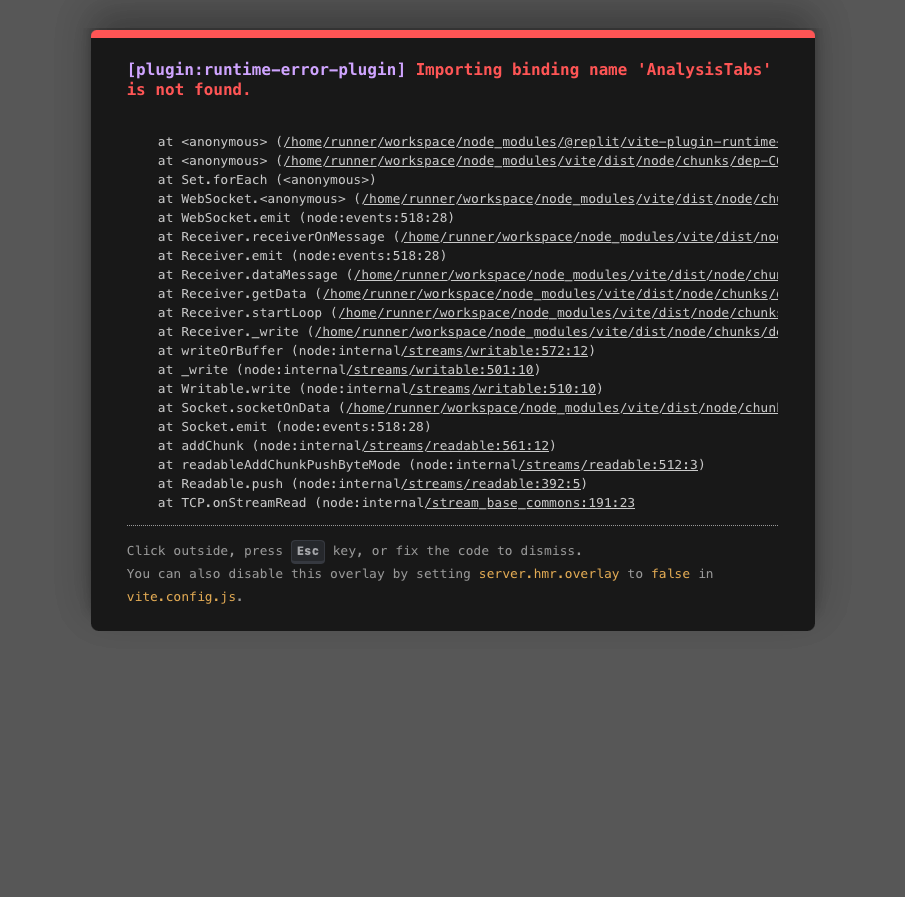 [plugin:runtime-error-plugin] Importing binding name 'AnalysisTabs'
is not found.
at <anonymous> (/home/runner/workspace/node_modules/@replit/vite-plugin-runtime-
at <anonymous> (/home/runner/workspace/node_modules/vite/dist/node/chunks/dep-C
at Set.forEach (<anonymous>)
at WebSocket.<anonymous> (/home/runner/workspace/node_modules/vite/dist/node/ch
at WebSocket.emit (node:events:518:28)
at Receiver.receiverOnMessage (/home/runner/workspace/node_modules/vite/dist/no
at Receiver.emit (node:events:518:28)
at Receiver.dataMessage (/home/runner/workspace/node_modules/vite/dist/node/chun
at Receiver.getData (/home/runner/workspace/node_modules/vite/dist/node/chunks/
at Receiver.startLoop (/home/runner/workspace/node_modules/vite/dist/node/chunks
at Receiver._write (/home/runner/workspace/node_modules/vite/dist/node/chunks/d
at writeOrBuffer (node:internal/streams/writable:572:12)
at _write (node:internal/streams/writable:501:10)
at Writable.write (node:internal/streams/writable:510:10)
at Socket.socketOnData (/home/runner/workspace/node_modules/vite/dist/node/chun
at Socket.emit (node:events:518:28)
at addChunk (node:internal/streams/readable:561:12)
at readableAddChunkPushByteMode (node:internal/streams/readable:512:3)
at Readable.push (node:internal/streams/readable:392:5)
at TCP.onStreamRead (node:internal/stream_base_commons:191:23
Click outside, press Esc key, or fix the code to dismiss.
You can also disable this overlay by setting server.hmr.overlay to false in
vite.config.js.